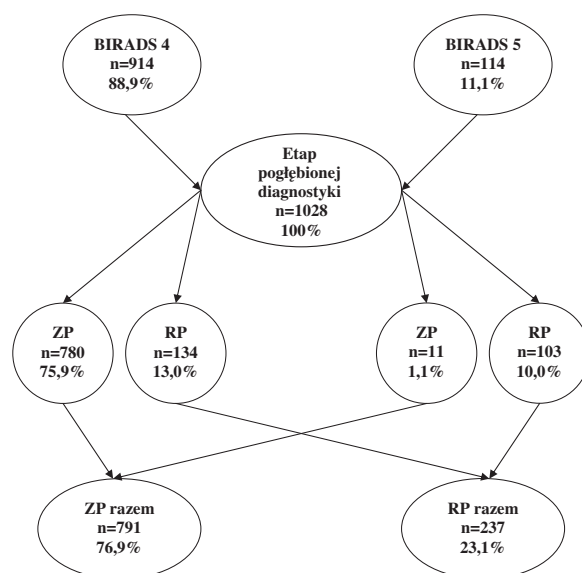 BIRADS 4
n=914
88,9%
BIRADS 5
n=114
11,1%
Etap
pogłębionej
diagnostyki
n=1028
100%
ZP
n=780
75,9%
RP
n=134
13,0%
ZP
n=11
1,1%
RP
n=103
10,0%
ZP razem
n=791
76,9%
RP razem
n=237
23,1%